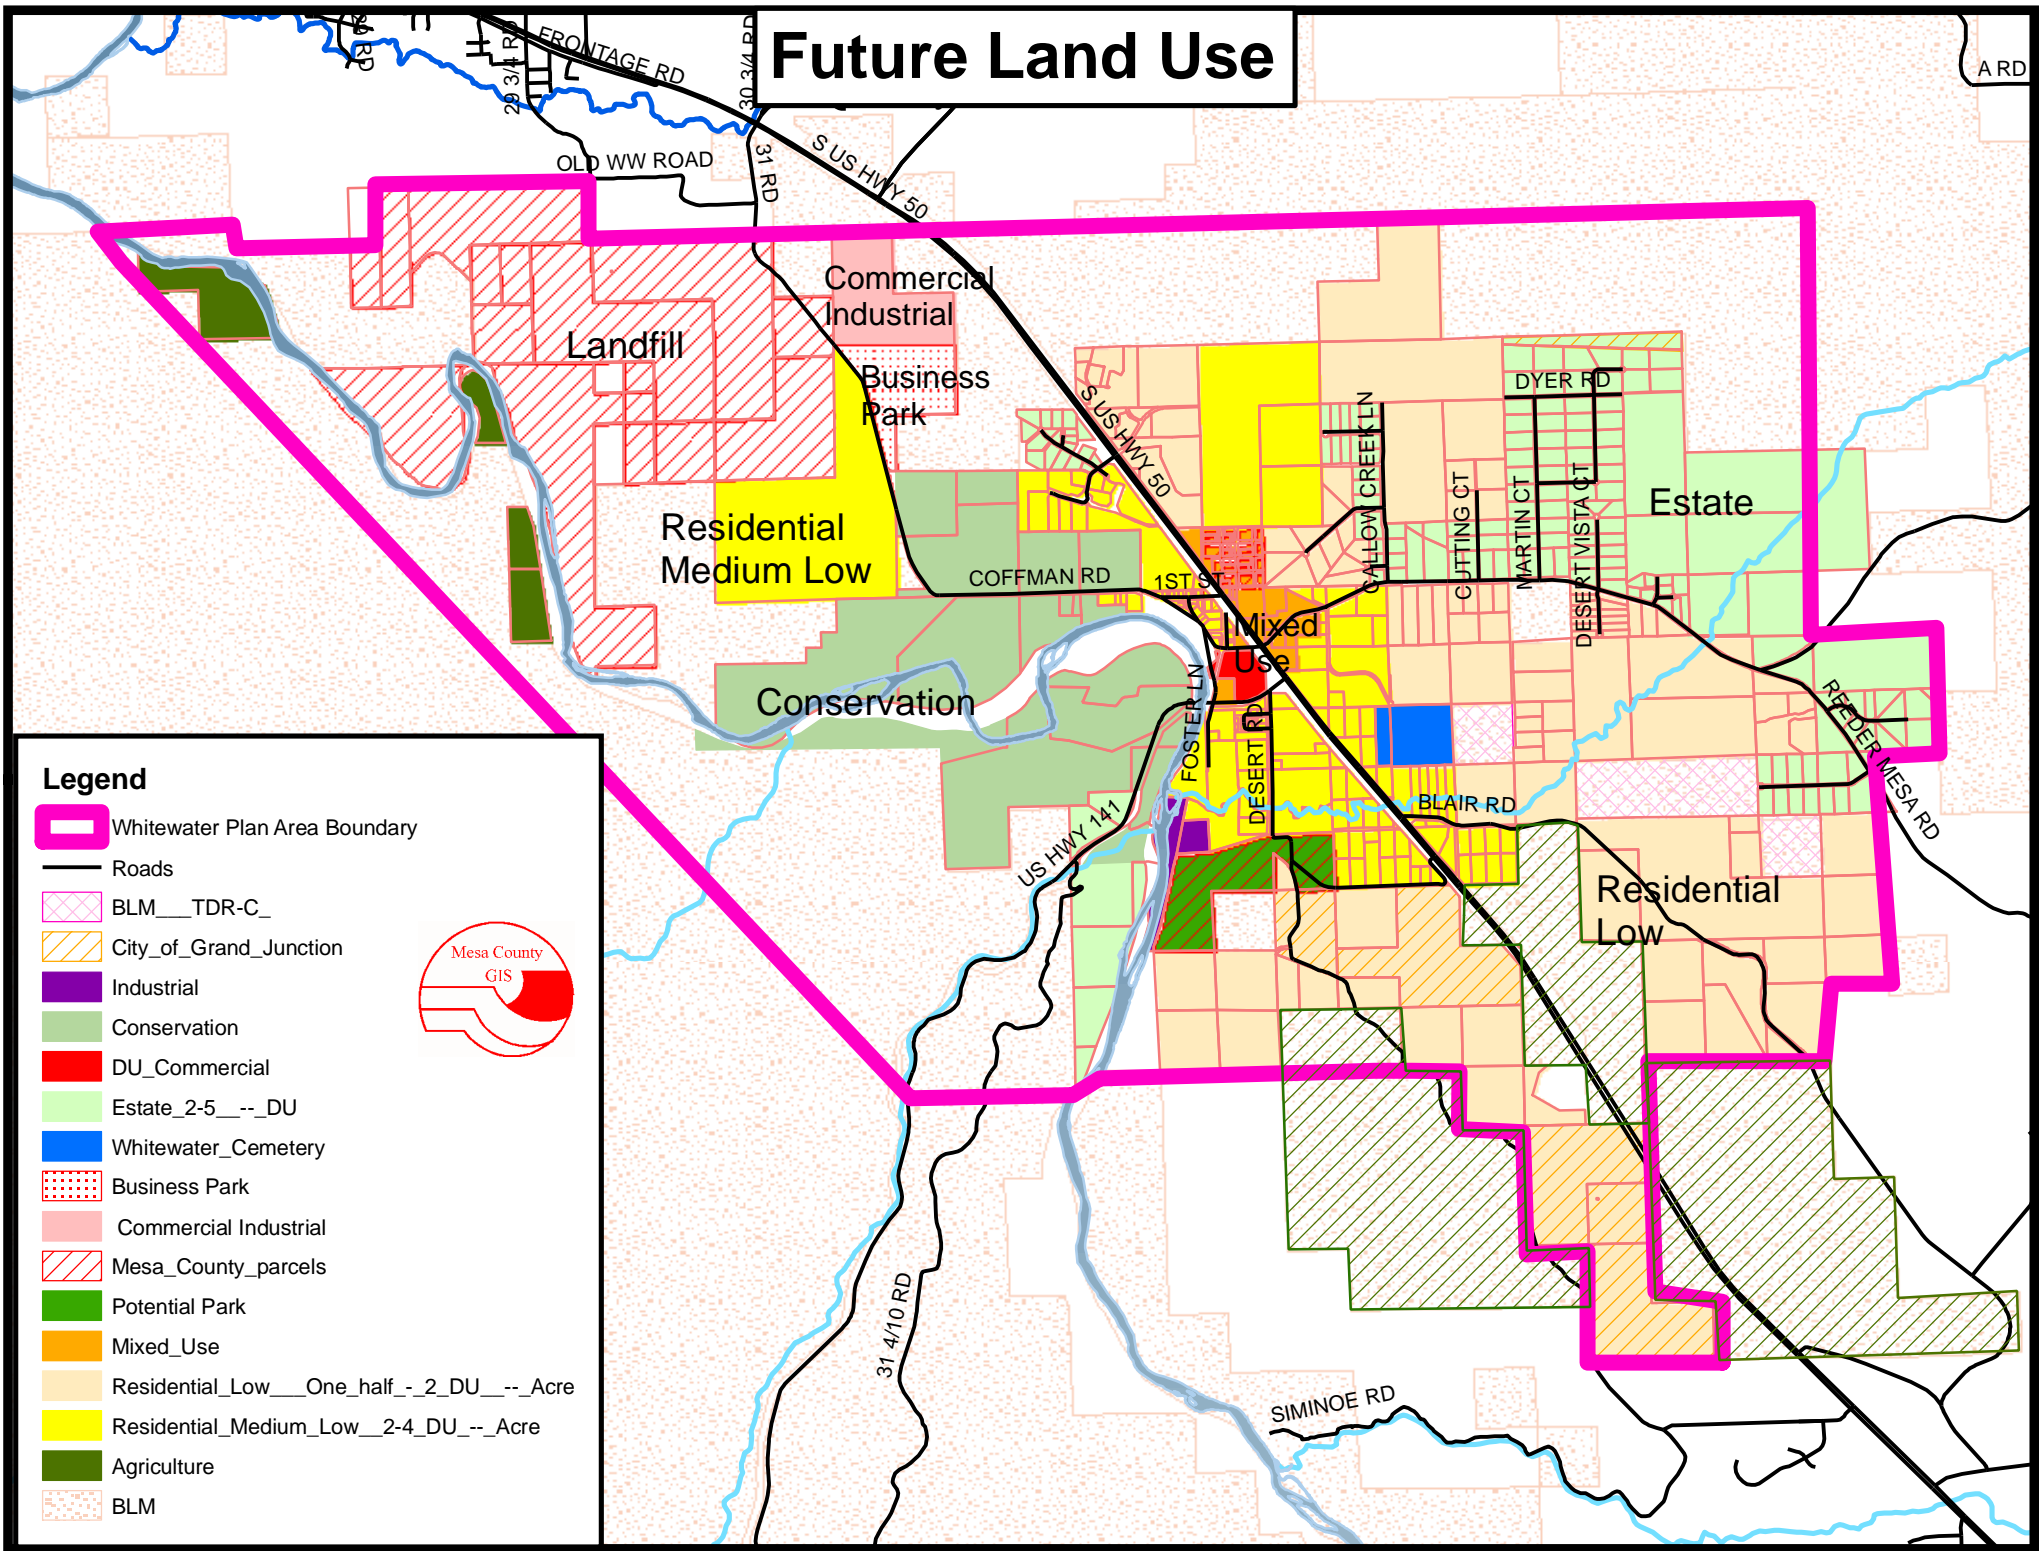 Future Land Use
29 RD
29 3/4 RD
FRONTAGE RD
30 3/4 RD
A RD
OLD WW ROAD
31 RD
S US HWY 50
Commercial
Industrial
Landfill
Business
Park
S US HWY 50
DYER RD
CALLOW CREEK LN
CUTTING CT
MARTIN CT
DESERT VISTA CT
Estate
Residential
Medium Low
COFFMAN RD
1ST ST
Mixed
Use
Conservation
FOSTER LN
DESERT RD
REEDER MESA RD
BLAIR RD
US HWY 141
Residential
Low
31 4/10 RD
SIMINOE RD
Legend
Whitewater Plan Area Boundary
Roads
BLM___TDR-C_
City_of_Grand_Junction
Industrial
Conservation
DU_Commercial
Estate_2-5__--_DU
Whitewater_Cemetery
Business Park
Commercial Industrial
Mesa_County_parcels
Potential Park
Mixed_Use
Residential_Low___One_half_-_2_DU__--_Acre
Residential_Medium_Low__2-4_DU_--_Acre
Agriculture
BLM
Mesa County
GIS